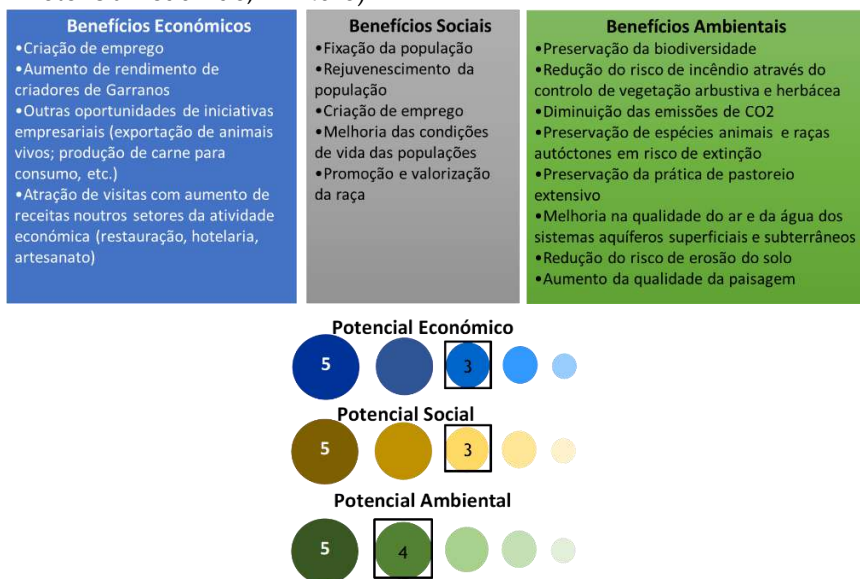 Benefícios Económicos
•Criação de emprego
•Aumento de rendimento de
criadores de Garranos
•Outras oportunidades de iniciativas
empresariais (exportação de animais
vivos; produção de carne para
consumo, etc.)
•Atração de visitas com aumento de
receitas noutros setores da atividade
económica (restauração, hotelaria,
artesanato)
Benefícios Sociais
•Fixação da população
•Rejuvenescimento da
população
•Criação de emprego
•Melhoria das condições
de vida das populações
•Promoção e valorização
da raça
Benefícios Ambientais
•Preservação da biodiversidade
•Redução do risco de incêndio através do
controlo de vegetação arbustiva e herbácea
•Diminuição das emissões de CO2
•Preservação de espécies animais e raças
autóctones em risco de extinção
•Preservação da prática de pastoreio
extensivo
•Melhoria na qualidade do ar e da água dos
sistemas aquíferos superficiais e subterrâneos
•Redução do risco de erosão do solo
•Aumento da qualidade da paisagem
Potencial Económico
5 3
Potencial Social
5 3
Potencial Ambiental
5 4